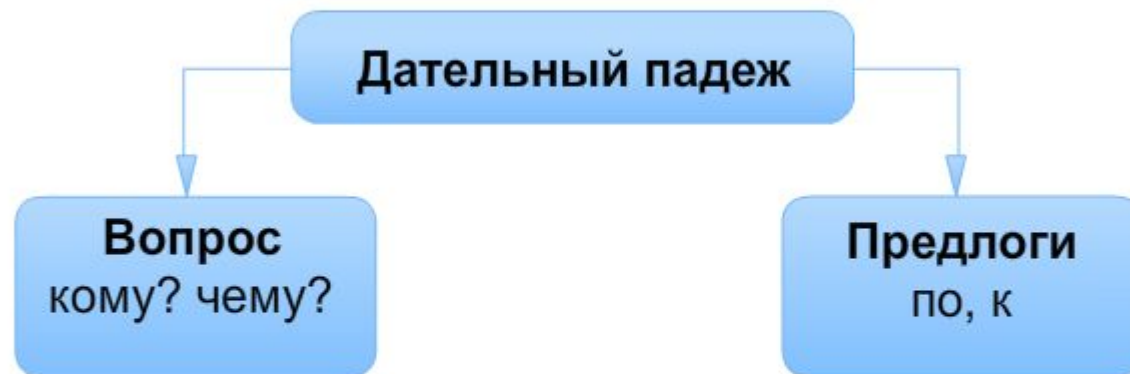 Дательный падеж
Вопрос
кому? чему?
Предлоги
по, к